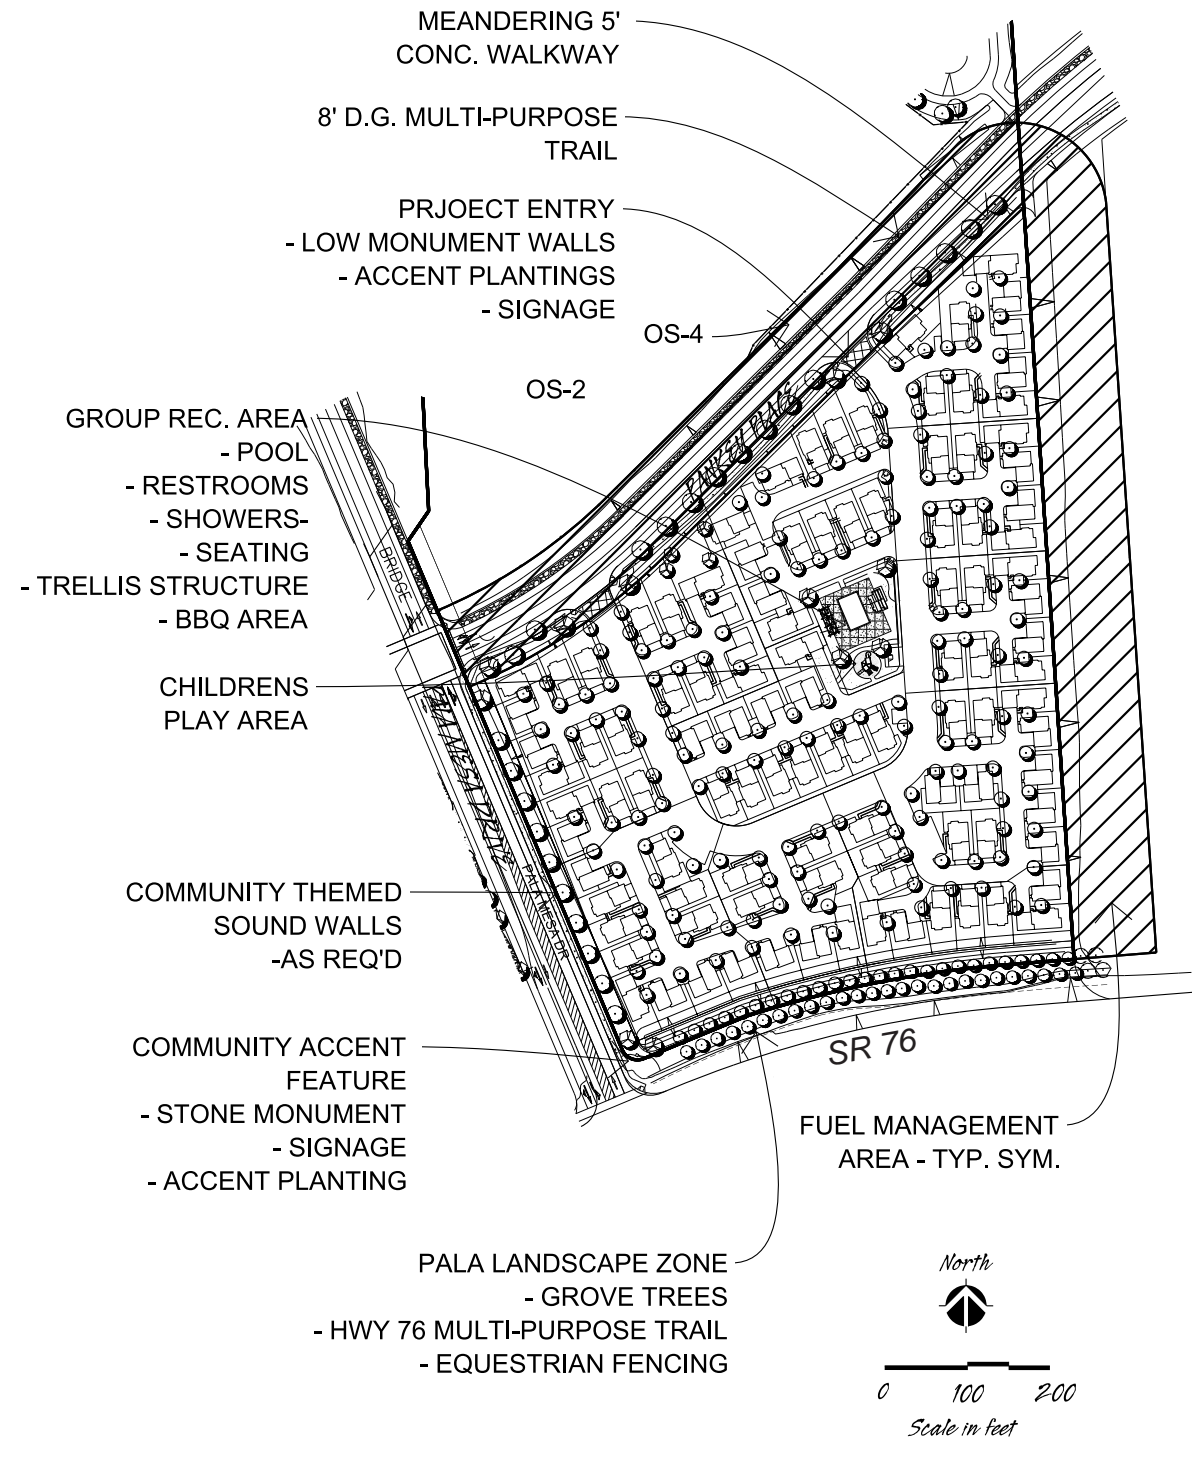 MEANDERING 5'
CONC. WALKWAY
8' D.G. MULTI-PURPOSE
TRAIL
PRJOECT ENTRY
- LOW MONUMENT WALLS
- ACCENT PLANTINGS
- SIGNAGE
OS-4
OS-2
GROUP REC. AREA
- POOL
- RESTROOMS
- SHOWERS-
- SEATING
- TRELLIS STRUCTURE
- BBQ AREA
PLACE
BRIDGE
CHILDRENS
PLAY AREA
PALA MESA DRIVE
PALA MESA DR
COMMUNITY THEMED
SOUND WALLS
-AS REQ'D
SR 76
COMMUNITY ACCENT
FEATURE
- STONE MONUMENT
- SIGNAGE
- ACCENT PLANTING
FUEL MANAGEMENT
AREA - TYP. SYM.
PALA LANDSCAPE ZONE
- GROVE TREES
- HWY 76 MULTI-PURPOSE TRAIL
- EQUESTRIAN FENCING
North
0 100 200
Scale in feet